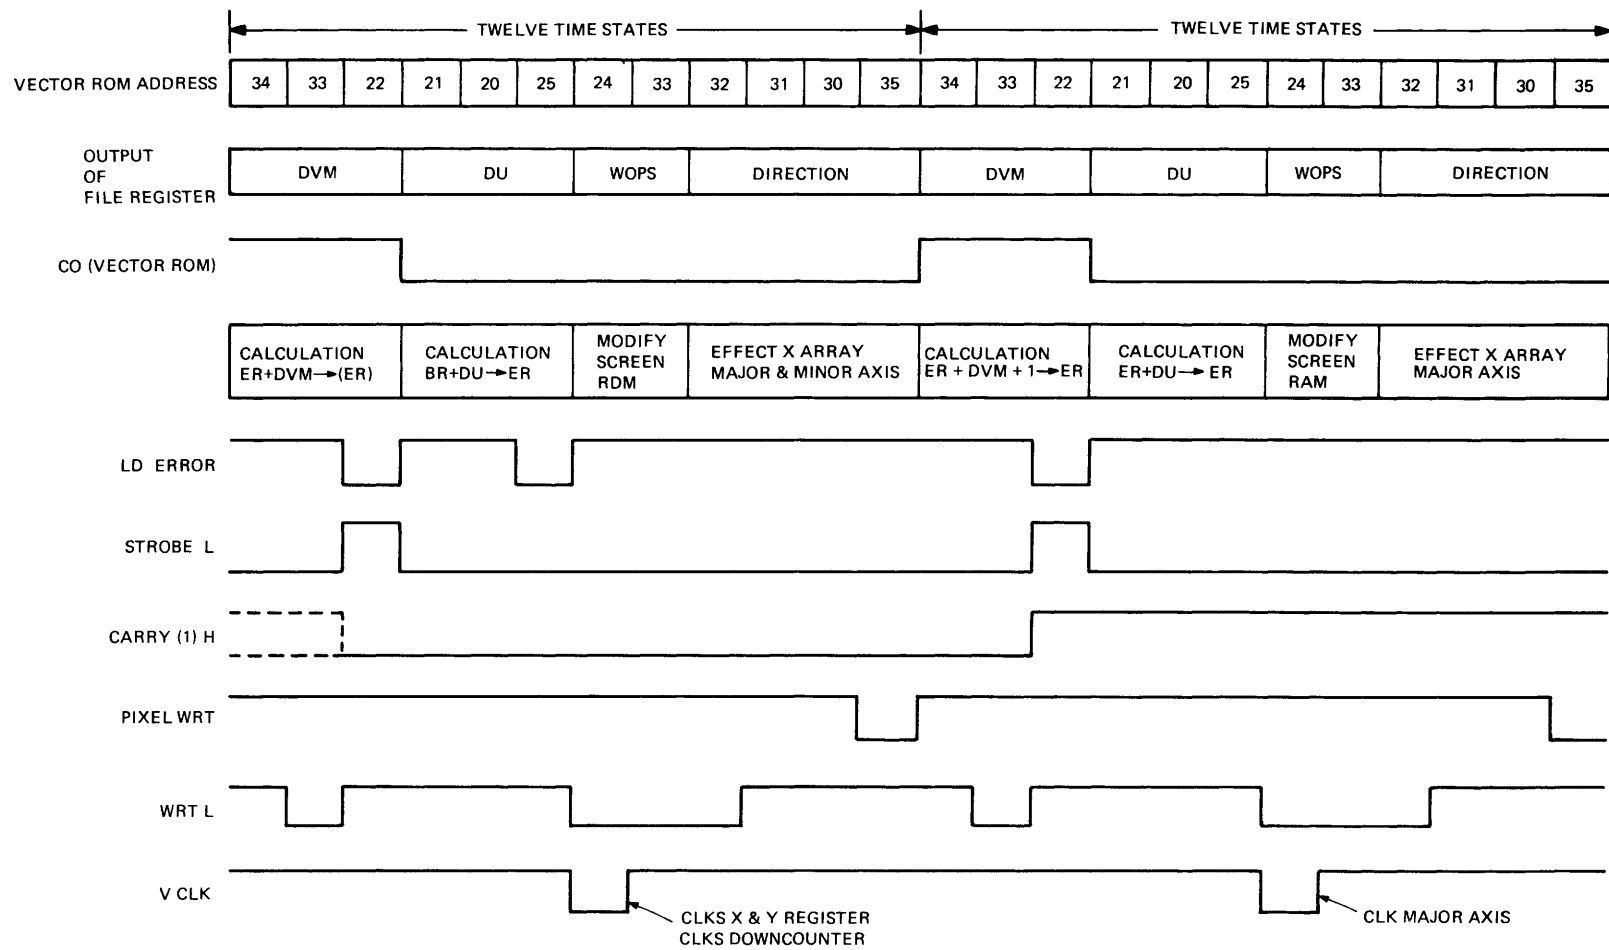 TWELVE TIME STATES TWELVE TIME STATES
VECTOR ROM ADDRESS 34 33 22 21 20 25 24 33 32 31 30 35 34 33 22 21 20 25 24 33 32 31 30 35
OUTPUT
OF
FILE REGISTER
DVM DU WOPS DIRECTION DVM DU WOPS DIRECTION
CO (VECTOR ROM)
CALCULATION
ER+DVM→(ER)
CALCULATION
BR+DU→ER
MODIFY
SCREEN
RDM
EFFECT X ARRAY
MAJOR & MINOR AXIS
CALCULATION
ER + DVM + 1→ER
CALCULATION
ER+DU→ER
MODIFY
SCREEN
RAM
EFFECT X ARRAY
MAJOR AXIS
LD ERROR
STROBE L
CARRY (1) H
PIXEL WRT
WRT L
V CLK
CLKS X & Y REGISTER
CLKS DOWNCOUNTER
CLK MAJOR AXIS